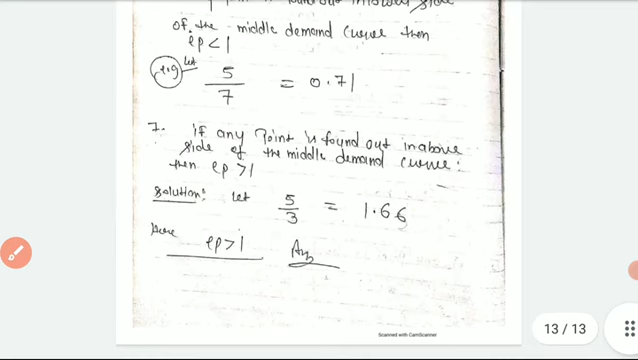 of the middle demand curve then
ep < 1
e.g let 5/7 = 0.71
7. if any Point is found out in above
side of the middle demand curve:
then ep > 1
Solution: let 5/3 = 1.66
Here
ep > 1 Ans
Scanned with CamScanner
13 / 13